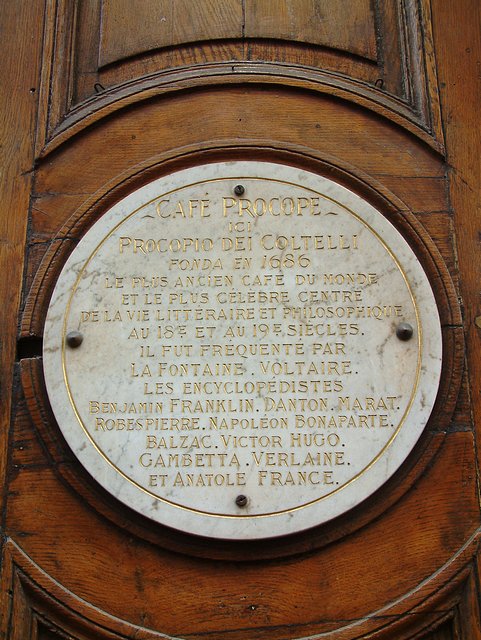 ~CAFÉ PROCOPE~
ICI
PROCOPIO DEI COLTELLI
FONDA EN 1686
LE PLUS ANCIEN CAFÉ DU MONDE
ET LE PLUS CÉLÈBRE CENTRE
DE LA VIE LITTÉRAIRE ET PHILOSOPHIQUE
AU 18E ET AU 19E SIÈCLES.
IL FUT FRÉQUENTÉ PAR
LA FONTAINE. VOLTAIRE.
LES ENCYCLOPÉDISTES
BENJAMIN FRANKLIN. DANTON. MARAT.
ROBESPIERRE. NAPOLÉON BONAPARTE.
BALZAC. VICTOR HUGO.
GAMBETTA. VERLAINE.
ET ANATOLE FRANCE.